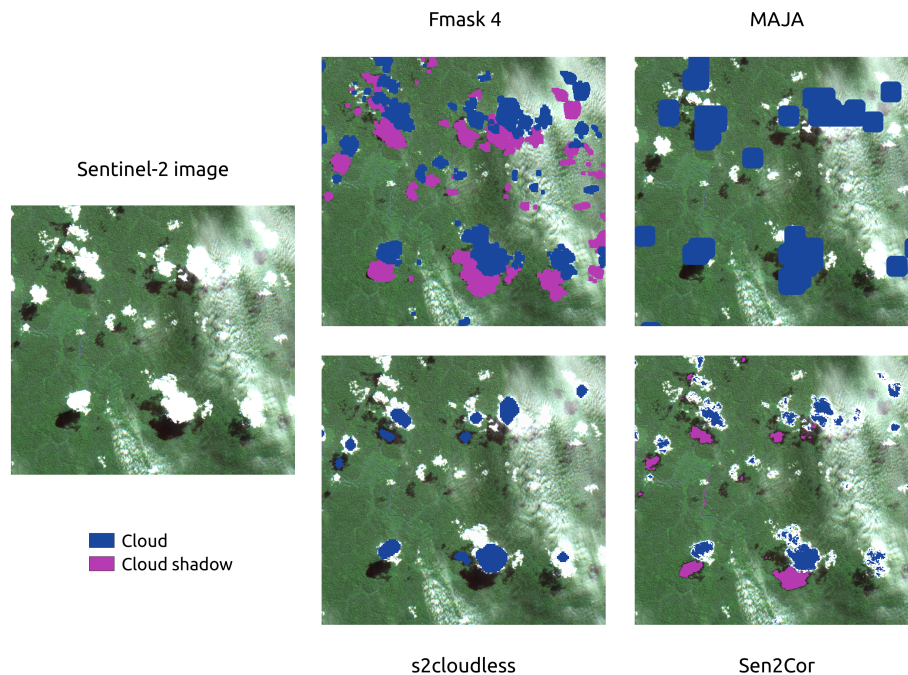 Fmask 4
MAJA
Sentinel-2 image
Cloud
Cloud shadow
s2cloudless
Sen2Cor